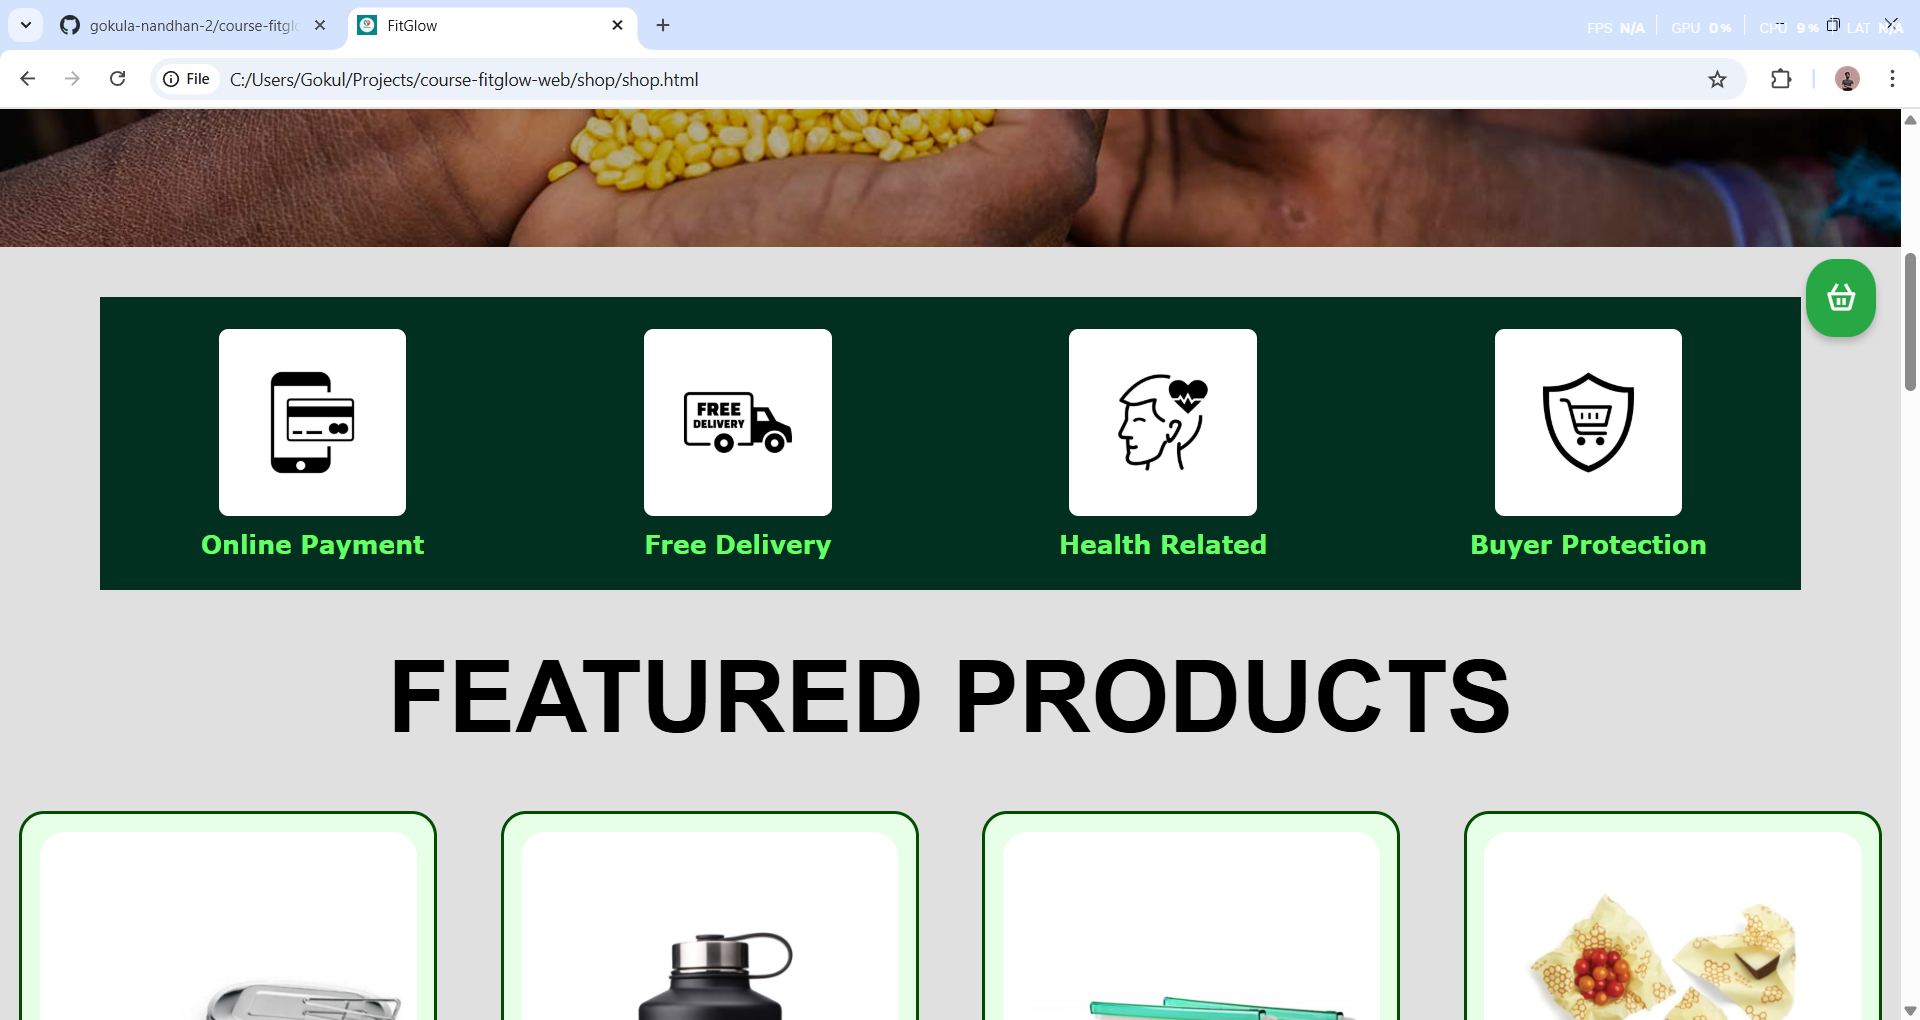 gokula-nandhan-2/course-fitglo
FitGlow
FPS N/A GPU 0% CPU 9% LAT N/A
File C:/Users/Gokul/Projects/course-fitglow-web/shop/shop.html
FREE
DELIVERY
Online Payment Free Delivery Health Related Buyer Protection
FEATURED PRODUCTS